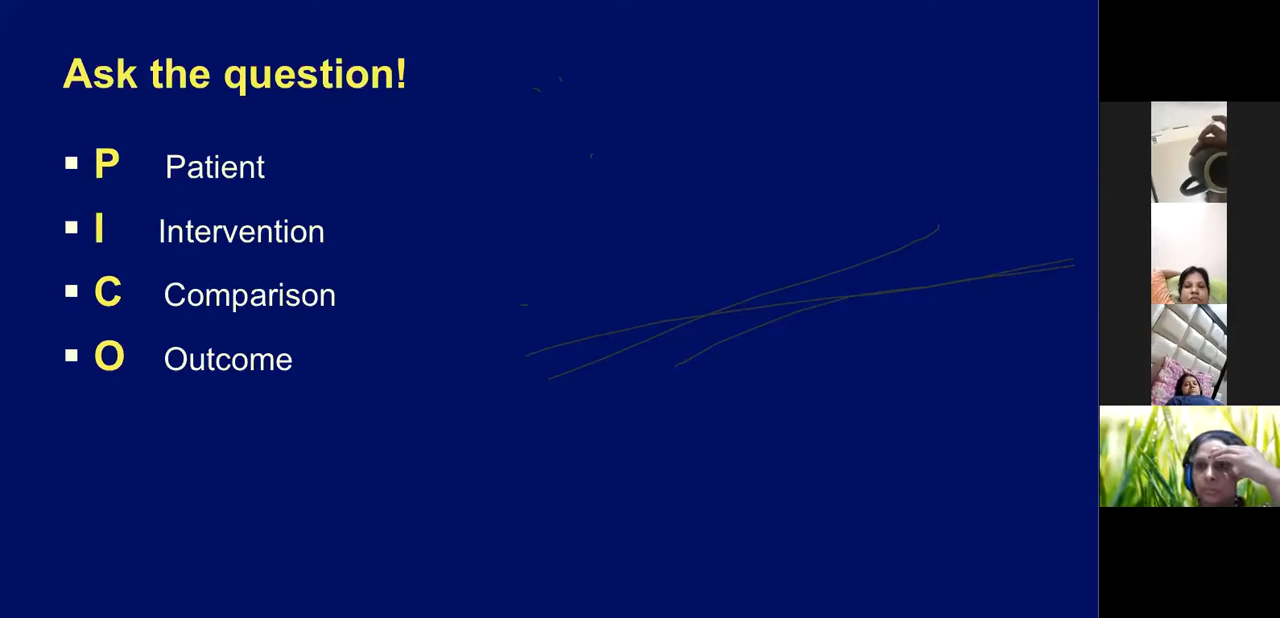 Ask the question!
▪ P Patient
▪ I Intervention
▪ C Comparison
▪ O Outcome